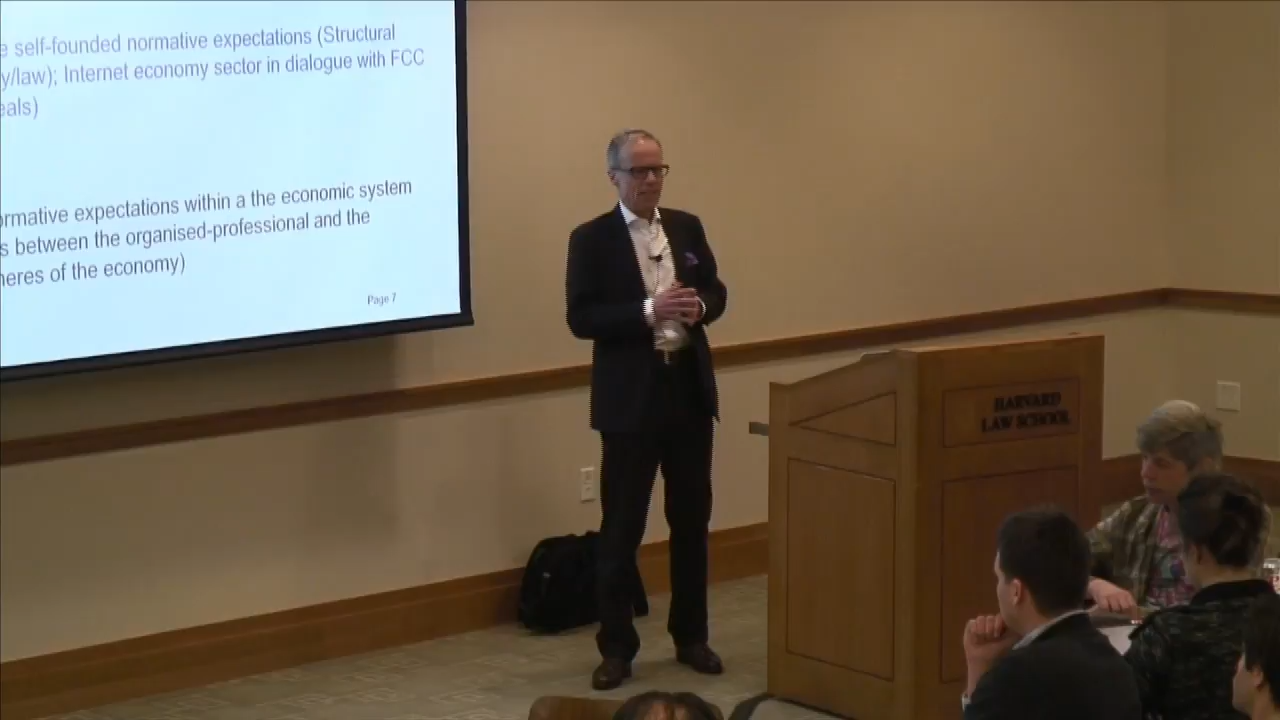 self-founded normative expectations (Structural
y/law); Internet economy sector in dialogue with FCC
eals)
ormative expectations within a the economic system
s between the organised-professional and the
heres of the economy)
Page 7
HARVARD
LAW SCHOOL